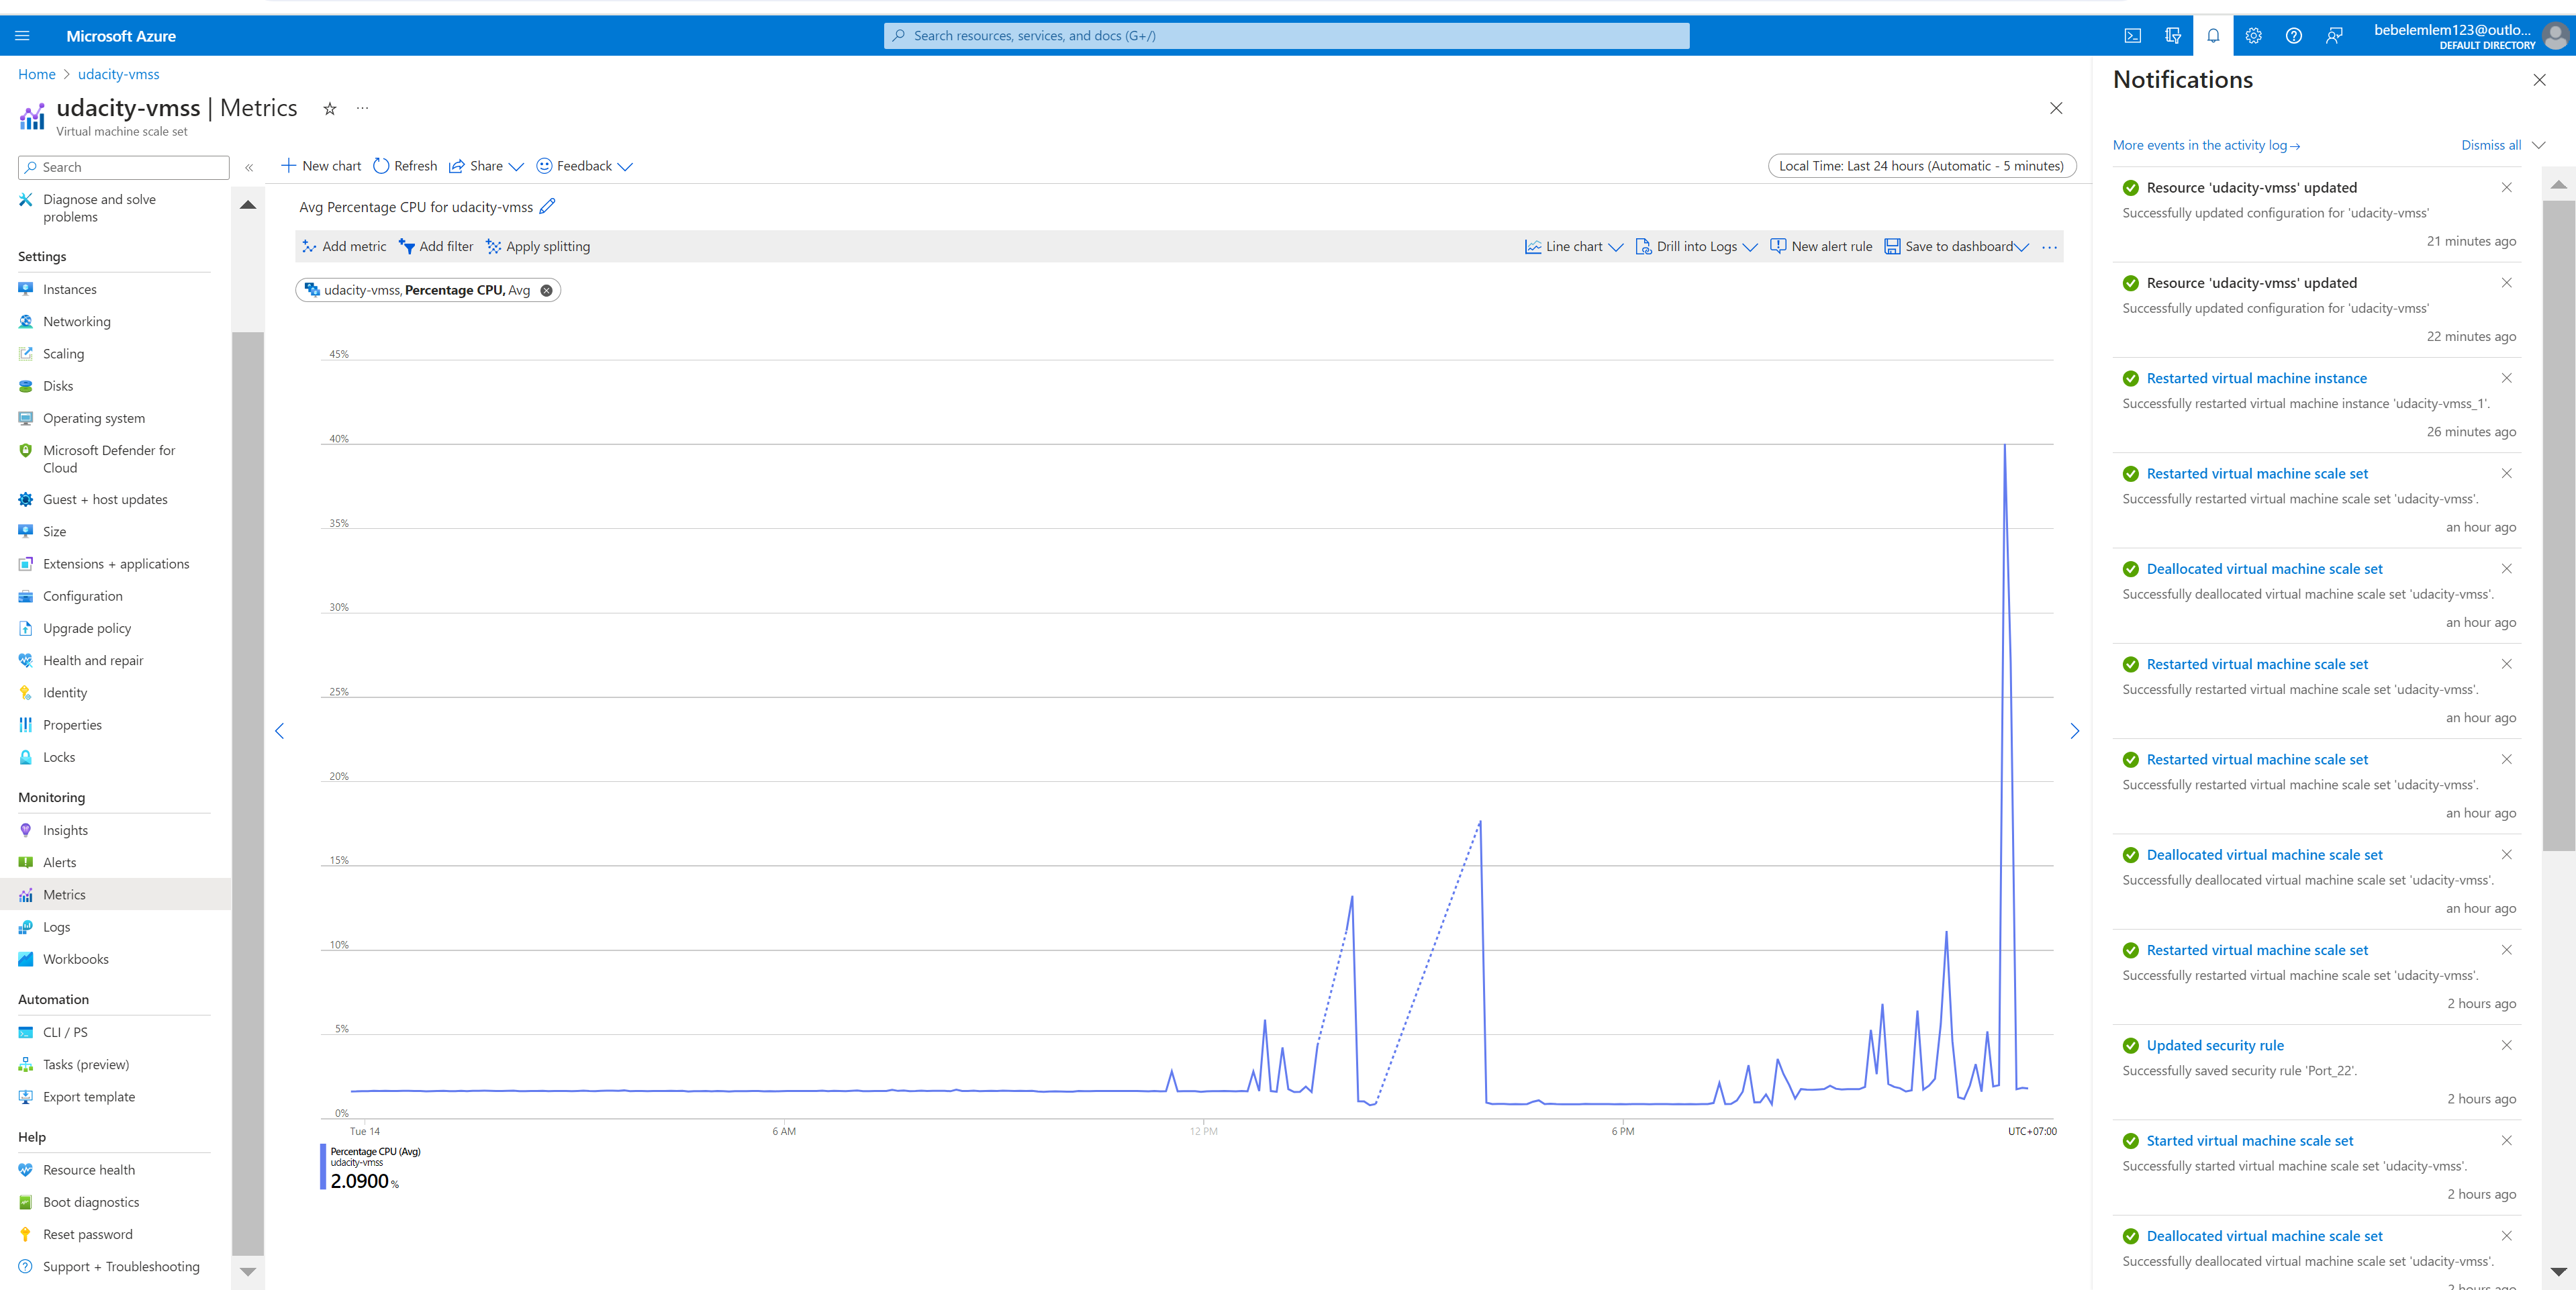 Microsoft Azure
Search resources, services, and docs (G+/)
bebelemlem123@outlo...
DEFAULT DIRECTORY
Home > udacity-vmss
udacity-vmss | Metrics
...
Virtual machine scale set
Search
«
Diagnose and solve
problems
Settings
Instances
Networking
Scaling
Disks
Operating system
Microsoft Defender for
Cloud
Guest + host updates
Size
Extensions + applications
Configuration
Upgrade policy
Health and repair
Identity
Properties
Locks
Monitoring
Insights
Alerts
Metrics
Logs
Workbooks
Automation
CLI / PS
Tasks (preview)
Export template
Help
Resource health
Boot diagnostics
Reset password
Support + Troubleshooting
New chart
Refresh
Share
Feedback
Local Time: Last 24 hours (Automatic - 5 minutes)
Avg Percentage CPU for udacity-vmss
Add metric
Add filter
Apply splitting
Line chart
Drill into Logs
New alert rule
Save to dashboard
...
udacity-vmss, Percentage CPU, Avg
45%
40%
35%
30%
25%
20%
15%
10%
5%
0%
Tue 14
6 AM
12 PM
6 PM
UTC+07:00
Percentage CPU (Avg)
udacity-vmss
2.0900 %
Notifications
More events in the activity log →
Dismiss all
Resource 'udacity-vmss' updated
Successfully updated configuration for 'udacity-vmss'
21 minutes ago
Resource 'udacity-vmss' updated
Successfully updated configuration for 'udacity-vmss'
22 minutes ago
Restarted virtual machine instance
Successfully restarted virtual machine instance 'udacity-vmss_1'.
26 minutes ago
Restarted virtual machine scale set
Successfully restarted virtual machine scale set 'udacity-vmss'.
an hour ago
Deallocated virtual machine scale set
Successfully deallocated virtual machine scale set 'udacity-vmss'.
an hour ago
Restarted virtual machine scale set
Successfully restarted virtual machine scale set 'udacity-vmss'.
an hour ago
Restarted virtual machine scale set
Successfully restarted virtual machine scale set 'udacity-vmss'.
an hour ago
Deallocated virtual machine scale set
Successfully deallocated virtual machine scale set 'udacity-vmss'.
an hour ago
Restarted virtual machine scale set
Successfully restarted virtual machine scale set 'udacity-vmss'.
2 hours ago
Updated security rule
Successfully saved security rule 'Port_22'.
2 hours ago
Started virtual machine scale set
Successfully started virtual machine scale set 'udacity-vmss'.
2 hours ago
Deallocated virtual machine scale set
Successfully deallocated virtual machine scale set 'udacity-vmss'.
2 hours ago